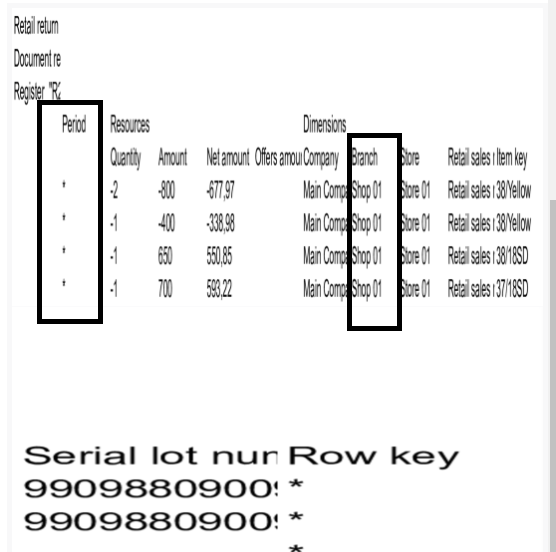 Retail return
Document re
Register "R2
Period Resources Dimensions
Quantity Amount Net amount Offers amou Company Branch Store Retail sales r Item key
* -2 -800 -677,97 Main Compa Shop 01 Store 01 Retail sales r 38/Yellow
* -1 -400 -338,98 Main Compa Shop 01 Store 01 Retail sales r 38/Yellow
* -1 650 550,85 Main Compa Shop 01 Store 01 Retail sales r 38/18SD
* -1 700 593,22 Main Compa Shop 01 Store 01 Retail sales r 37/18SD
Serial lot nun Row key
99098809009 *
99098809009 *
*